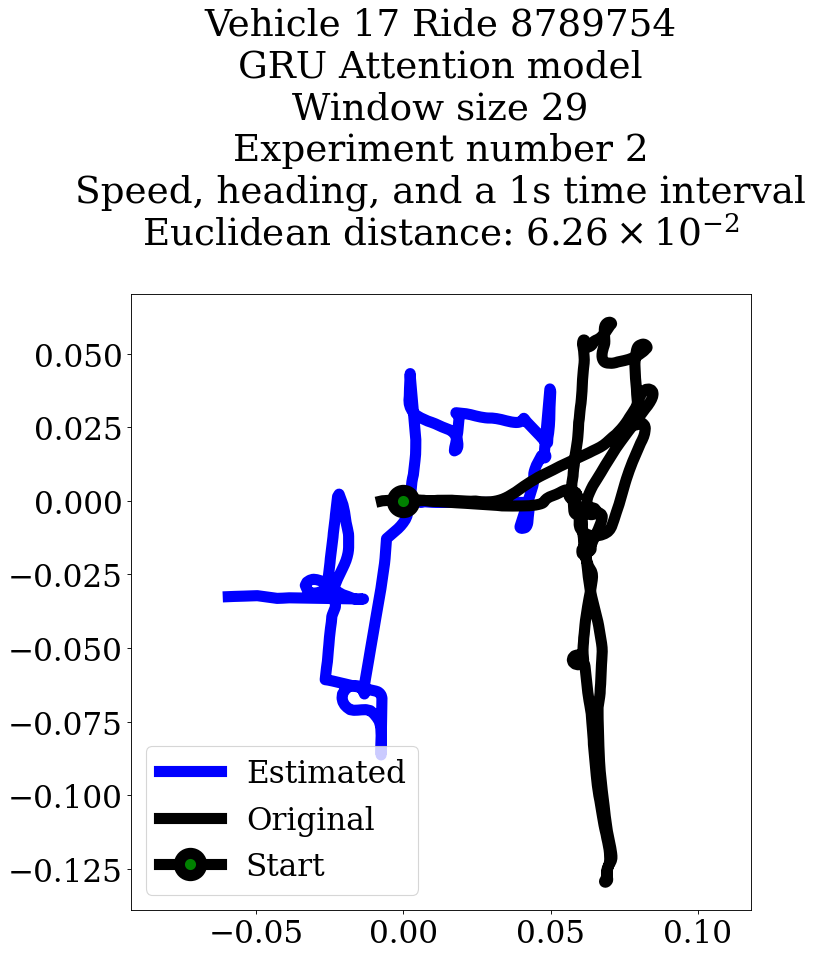 Vehicle 17 Ride 8789754
GRU Attention model
Window size 29
Experiment number 2
Speed, heading, and a 1s time interval
Euclidean distance: 6.26 × 10⁻²
0.050
0.025
0.000
−0.025
−0.050
−0.075
−0.100
−0.125
Estimated
Original
Start
−0.05
0.00
0.05
0.10